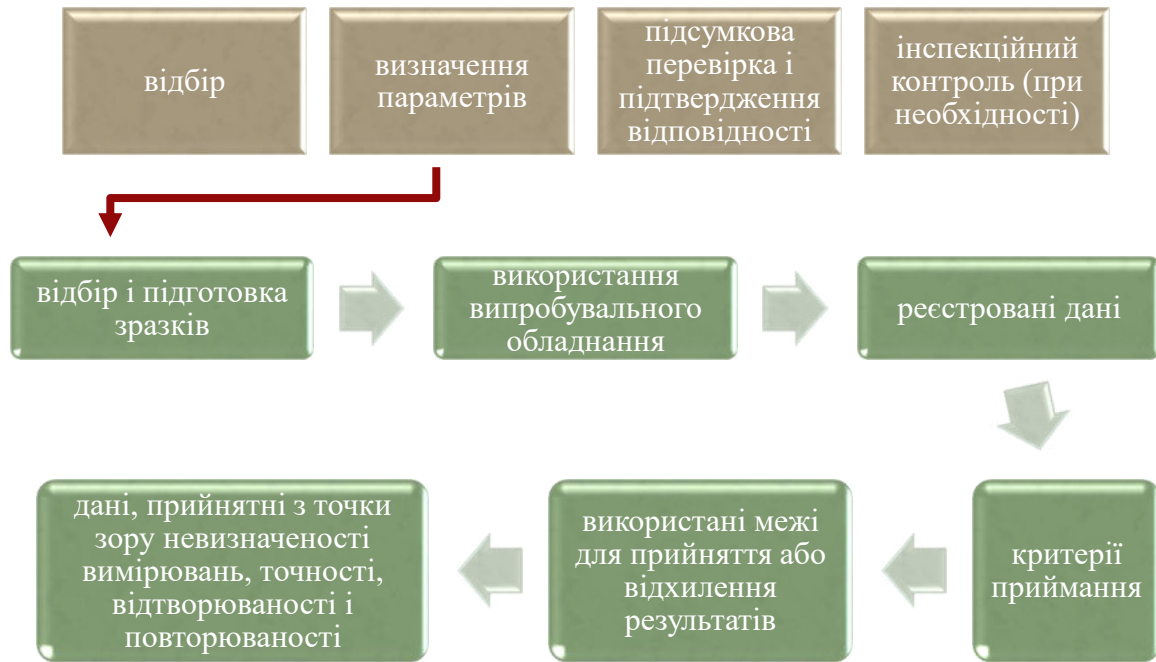 відбір
визначення
параметрів
підсумкова
перевірка і
підтвердження
відповідності
інспекційний
контроль (при
необхідності)
відбір і підготовка
зразків
використання
випробувального
обладнання
реєстровані дані
дані, прийнятні з точки
зору невизначеності
вимірювань, точності,
відтворюваності і
повторюваності
використані межі
для прийняття або
відхилення
результатів
критерії
приймання